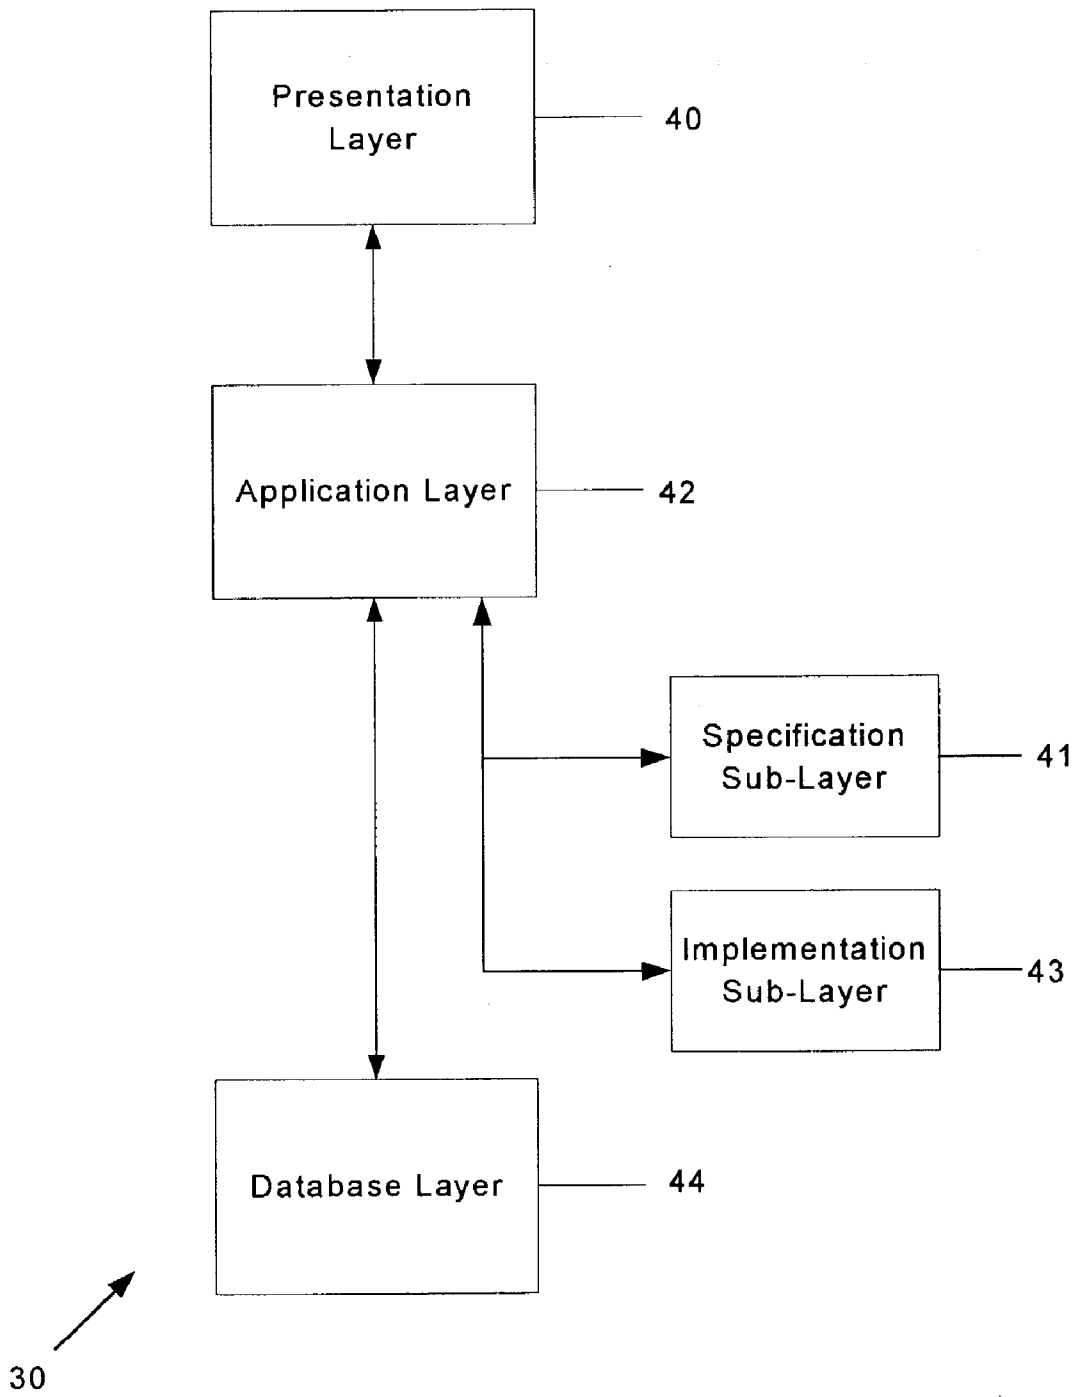 Presentation
Layer
40
Application Layer
42
Specification
Sub-Layer
41
Implementation
Sub-Layer
43
Database Layer
44
30